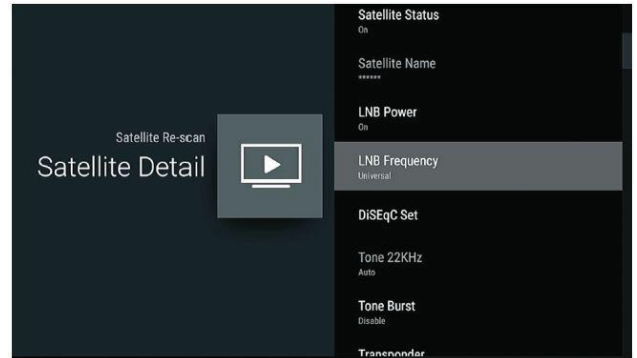 Satellite Re-scan
Satellite Detail
Satellite Status
On
Satellite Name
******
LNB Power
On
LNB Frequency
Universal
DiSEqC Set
Tone 22KHz
Auto
Tone Burst
Disable
Transponder